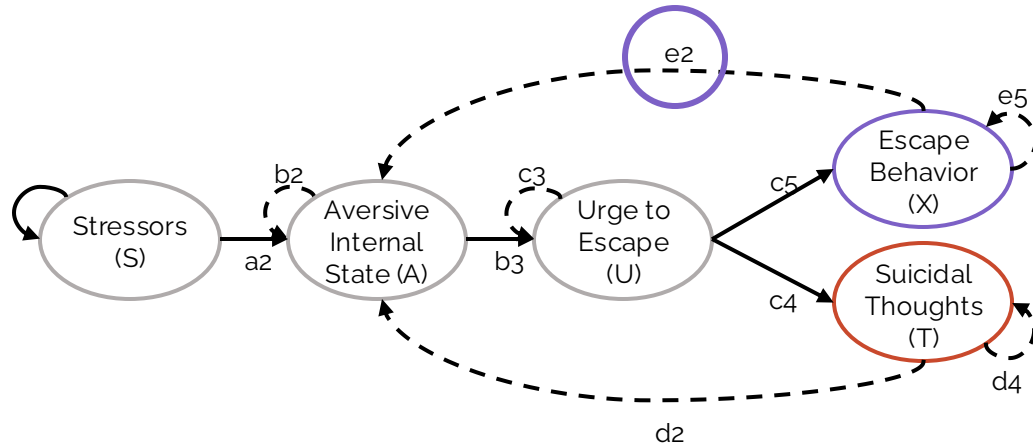 e2
e5
Escape
Behavior
(X)
b2
c3
c5
Stressors
(S)
Aversive
Internal
State (A)
Urge to
Escape
(U)
a2
b3
c4
Suicidal
Thoughts
(T)
d4
d2